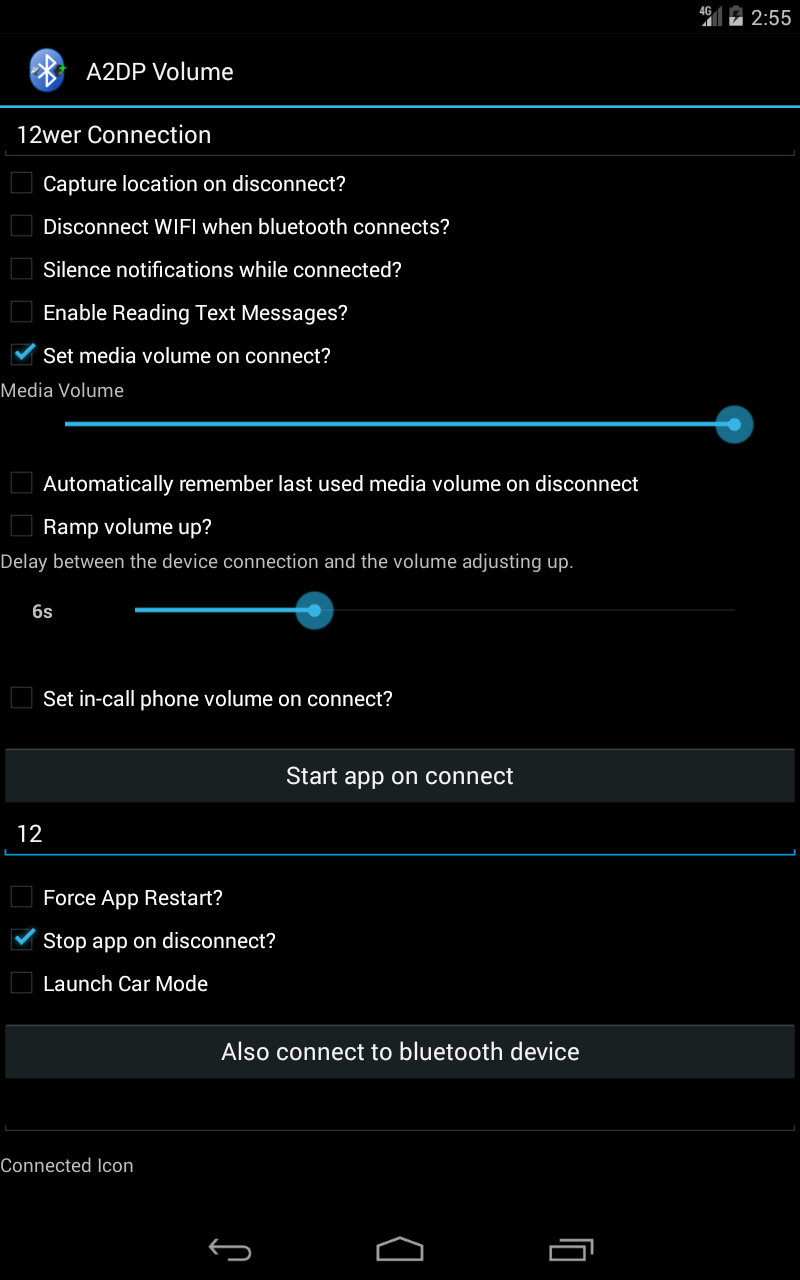 4G 2:55
A2DP Volume
12wer Connection
Capture location on disconnect?
Disconnect WIFI when bluetooth connects?
Silence notifications while connected?
Enable Reading Text Messages?
Set media volume on connect?
Media Volume
Automatically remember last used media volume on disconnect
Ramp volume up?
Delay between the device connection and the volume adjusting up.
6s
Set in-call phone volume on connect?
Start app on connect
12
Force App Restart?
Stop app on disconnect?
Launch Car Mode
Also connect to bluetooth device
Connected Icon